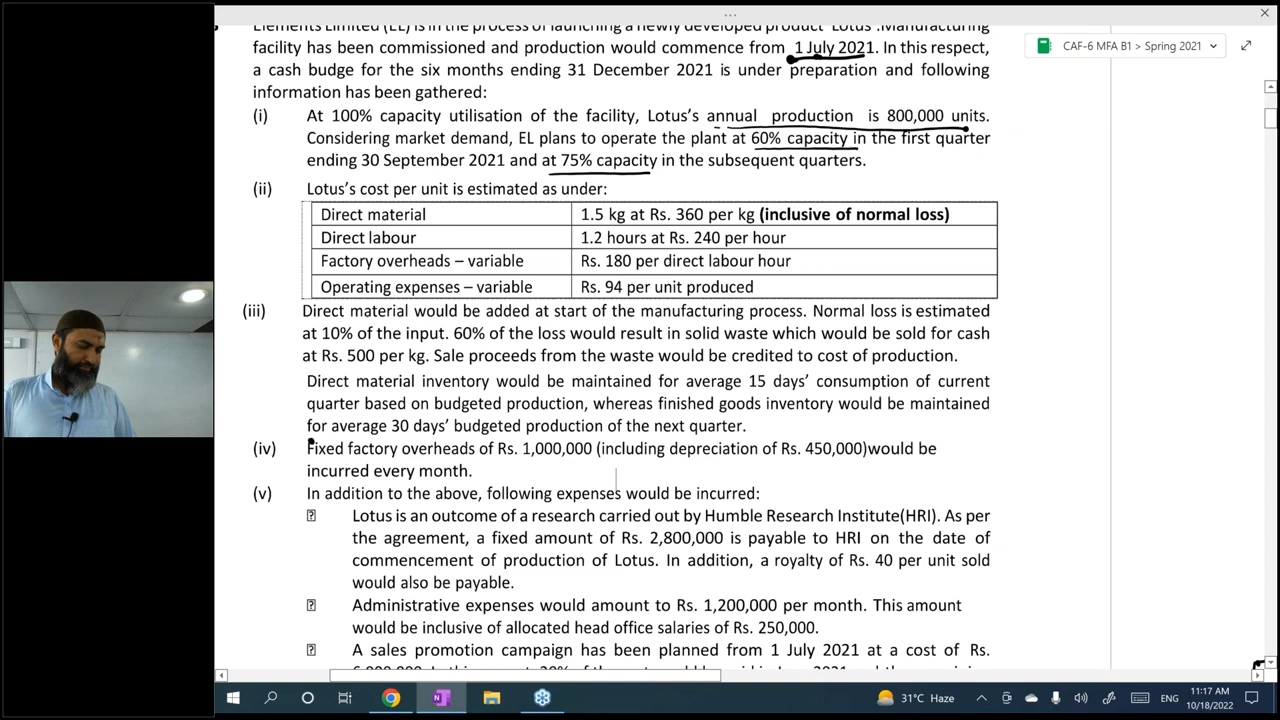 CAF-6 MFA B1 > Spring 2021
Elements Limited (EL) is in the process of launching a newly developed product 'Lotus'. Manufacturing
facility has been commissioned and production would commence from 1 July 2021. In this respect,
a cash budget for the six months ending 31 December 2021 is under preparation and following
information has been gathered:
(i) At 100% capacity utilisation of the facility, Lotus's annual production is 800,000 units.
Considering market demand, EL plans to operate the plant at 60% capacity in the first quarter
ending 30 September 2021 and at 75% capacity in the subsequent quarters.
(ii) Lotus's cost per unit is estimated as under:
Direct material 1.5 kg at Rs. 360 per kg (inclusive of normal loss)
Direct labour 1.2 hours at Rs. 240 per hour
Factory overheads – variable Rs. 180 per direct labour hour
Operating expenses – variable Rs. 94 per unit produced
(iii) Direct material would be added at start of the manufacturing process. Normal loss is estimated
at 10% of the input. 60% of the loss would result in solid waste which would be sold for cash
at Rs. 500 per kg. Sale proceeds from the waste would be credited to cost of production.
Direct material inventory would be maintained for average 15 days' consumption of current
quarter based on budgeted production, whereas finished goods inventory would be maintained
for average 30 days' budgeted production of the next quarter.
(iv) Fixed factory overheads of Rs. 1,000,000 (including depreciation of Rs. 450,000)would be
incurred every month.
(v) In addition to the above, following expenses would be incurred:
Lotus is an outcome of a research carried out by Humble Research Institute(HRI). As per
the agreement, a fixed amount of Rs. 2,800,000 is payable to HRI on the date of
commencement of production of Lotus. In addition, a royalty of Rs. 40 per unit sold
would also be payable.
Administrative expenses would amount to Rs. 1,200,000 per month. This amount
would be inclusive of allocated head office salaries of Rs. 250,000.
A sales promotion campaign has been planned from 1 July 2021 at a cost of Rs.
31°C Haze
ENG
11:17 AM
10/18/2022